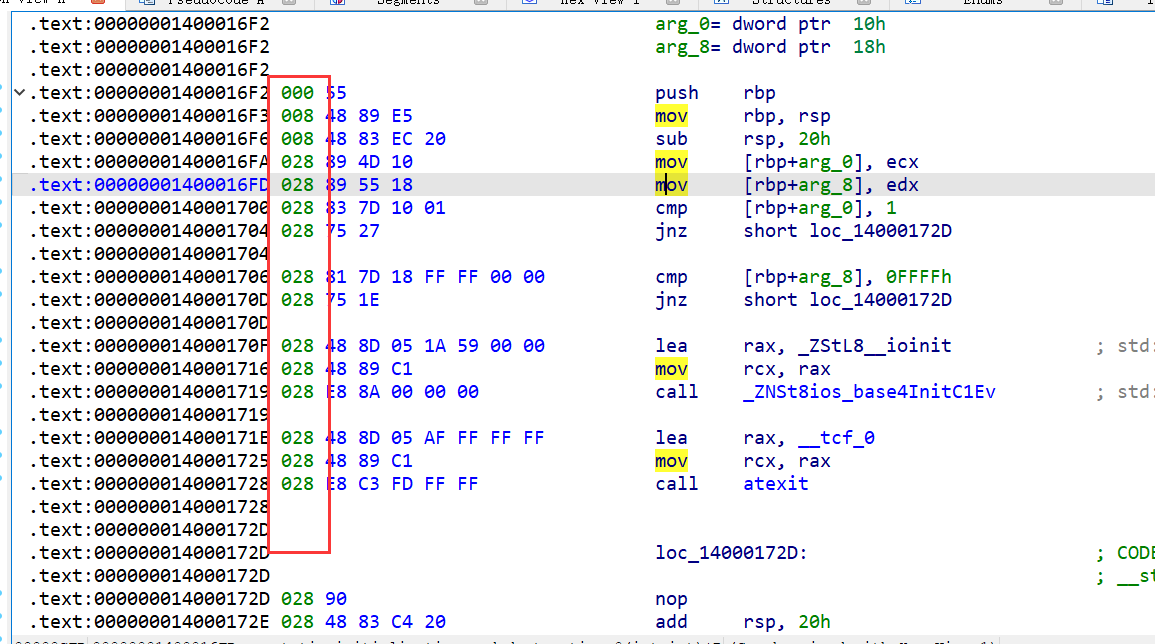 Pseudocode A Segments Hex View 1 Structures Enums
.text:00000001400016F2 arg_0= dword ptr 10h
.text:00000001400016F2 arg_8= dword ptr 18h
.text:00000001400016F2
.text:00000001400016F2 000 55 push rbp
.text:00000001400016F3 008 48 89 E5 mov rbp, rsp
.text:00000001400016F6 008 48 83 EC 20 sub rsp, 20h
.text:00000001400016FA 028 89 4D 10 mov [rbp+arg_0], ecx
.text:00000001400016FD 028 89 55 18 mov [rbp+arg_8], edx
.text:0000000140001700 028 83 7D 10 01 cmp [rbp+arg_0], 1
.text:0000000140001704 028 75 27 jnz short loc_14000172D
.text:0000000140001704
.text:0000000140001706 028 81 7D 18 FF FF 00 00 cmp [rbp+arg_8], 0FFFFh
.text:000000014000170D 028 75 1E jnz short loc_14000172D
.text:000000014000170D
.text:000000014000170F 028 48 8D 05 1A 59 00 00 lea rax, _ZStL8__ioinit ; std:
.text:0000000140001716 028 48 89 C1 mov rcx, rax
.text:0000000140001719 028 E8 8A 00 00 00 call _ZNSt8ios_base4InitC1Ev ; std:
.text:0000000140001719
.text:000000014000171E 028 48 8D 05 AF FF FF FF lea rax, __tcf_0
.text:0000000140001725 028 48 89 C1 mov rcx, rax
.text:0000000140001728 028 E8 C3 FD FF FF call atexit
.text:0000000140001728
.text:000000014000172D
.text:000000014000172D loc_14000172D: ; CODE
.text:000000014000172D ; __st
.text:000000014000172D 028 90 nop
.text:000000014000172E 028 48 83 C4 20 add rsp, 20h